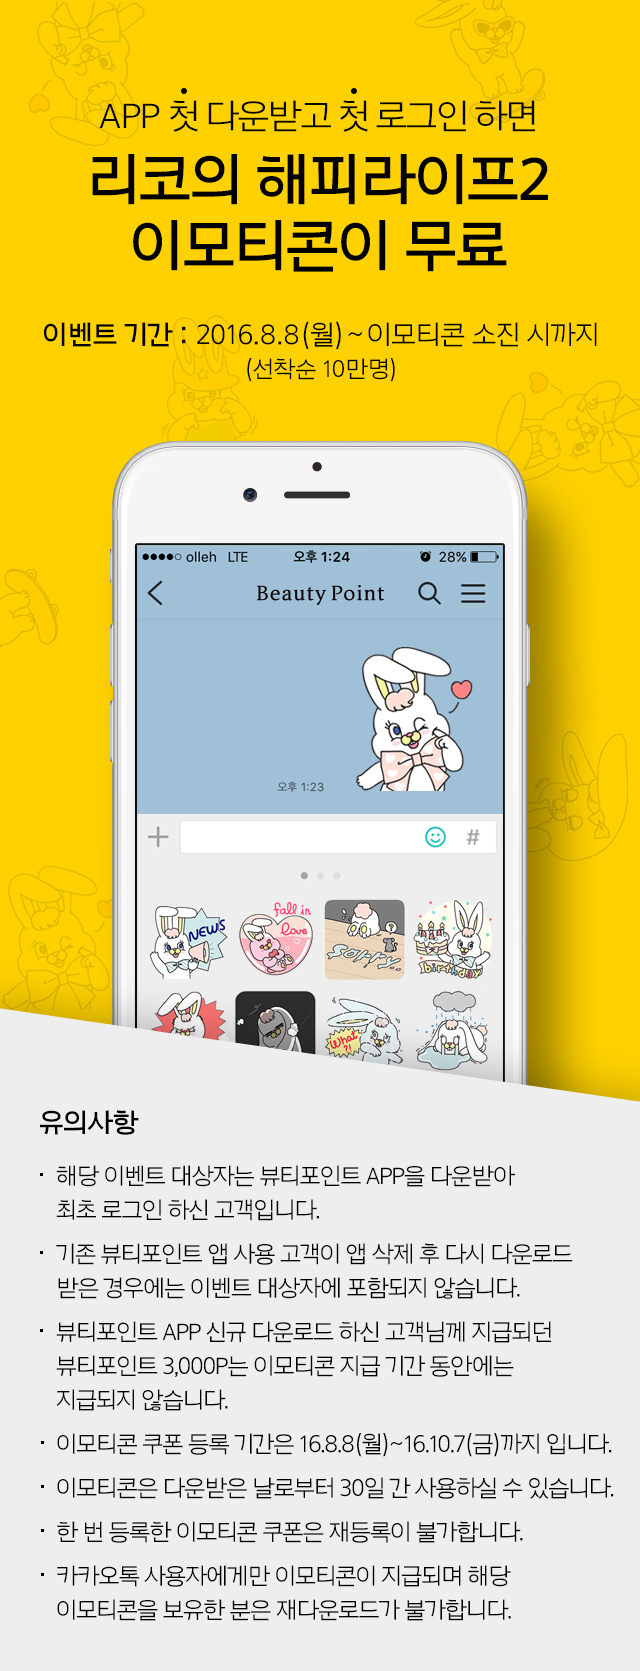 APP 첫 다운받고 첫 로그인 하면
리코의 해피라이프2
이모티콘이 무료
이벤트 기간 : 2016.8.8(월) ~ 이모티콘 소진 시까지
(선착순 10만명)
olleh LTE 오후 1:24 28%
Beauty Point
오후 1:23
#
NEWS
fall in
love
Sorry..
?
birthday
What
?!
유의사항
· 해당 이벤트 대상자는 뷰티포인트 APP을 다운받아
최초 로그인 하신 고객입니다.
· 기존 뷰티포인트 앱 사용 고객이 앱 삭제 후 다시 다운로드
받은 경우에는 이벤트 대상자에 포함되지 않습니다.
· 뷰티포인트 APP 신규 다운로드 하신 고객님께 지급되던
뷰티포인트 3,000P는 이모티콘 지급 기간 동안에는
지급되지 않습니다.
· 이모티콘 쿠폰 등록 기간은 16.8.8(월)~16.10.7(금)까지 입니다.
· 이모티콘은 다운받은 날로부터 30일 간 사용하실 수 있습니다.
· 한 번 등록한 이모티콘 쿠폰은 재등록이 불가합니다.
· 카카오톡 사용자에게만 이모티콘이 지급되며 해당
이모티콘을 보유한 분은 재다운로드가 불가합니다.